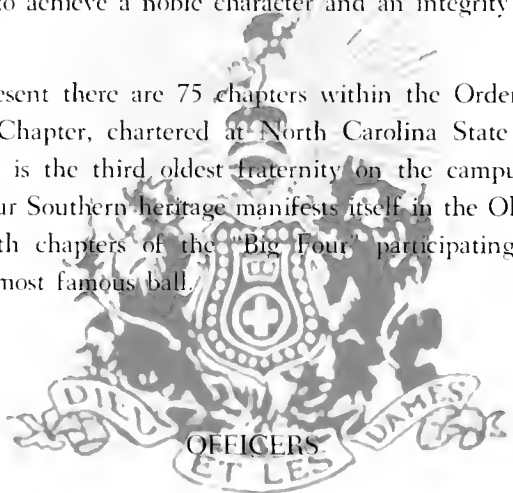 to achieve a noble character and an integrity
esent there are 75 chapters within the Order
Chapter, chartered at North Carolina State
is the third oldest fraternity on the campu
ur Southern heritage manifests itself in the Ol
th chapters of the "Big Four" participating
most famous ball.
OFFICERS
DIEU ET LES DAMES